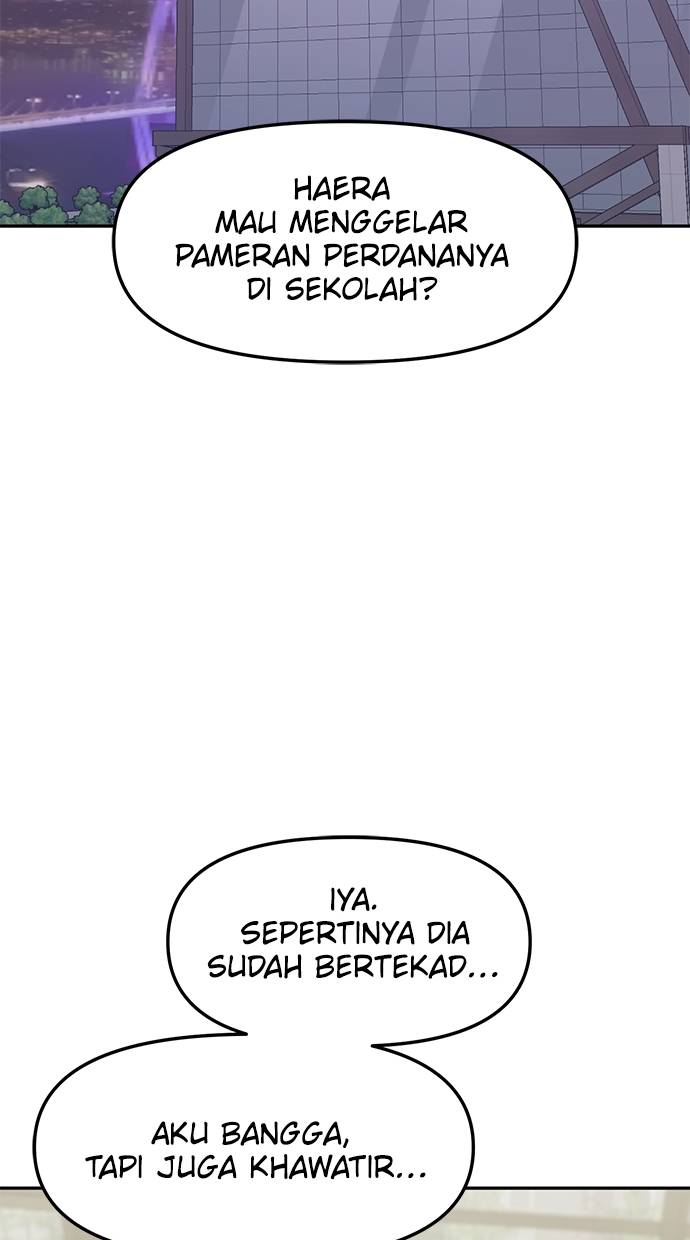 HAERA
MAU MENGGELAR
PAMERAN PERDANANYA
DI SEKOLAH?
IYA.
SEPERTINYA DIA
SUDAH BERTEKAD...
AKU BANGGA,
TAPI JUGA KHAWATIR...